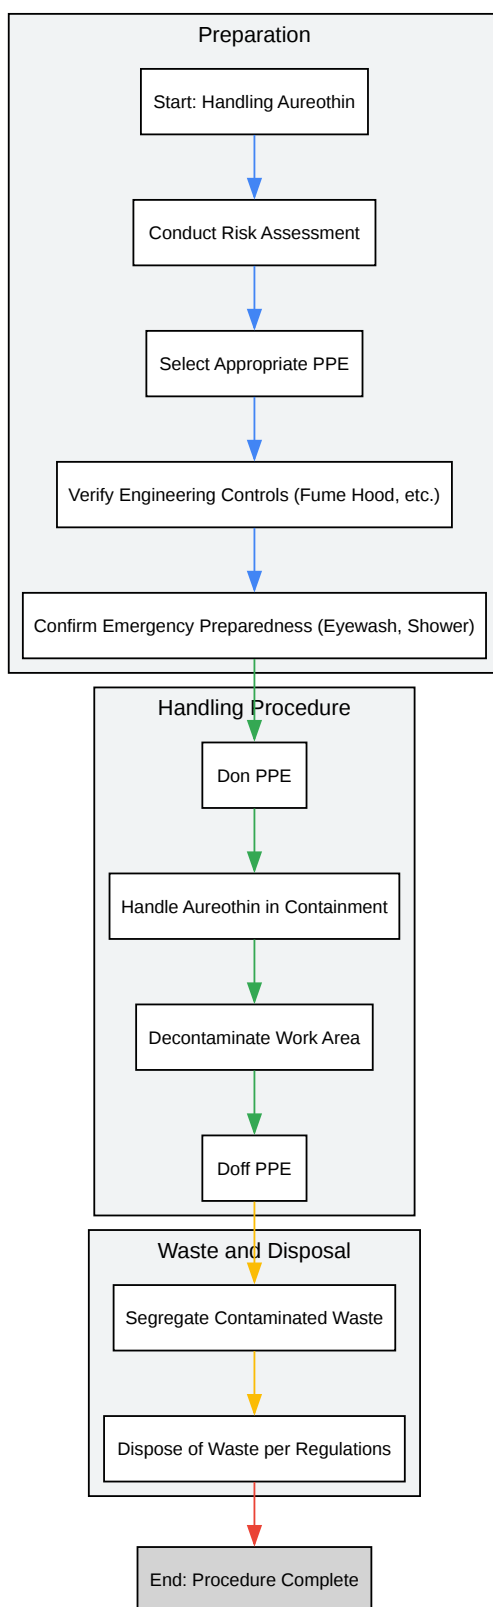 Preparation
Start: Handling Aureothin
Conduct Risk Assessment
Select Appropriate PPE
Verify Engineering Controls (Fume Hood, etc.)
Confirm Emergency Preparedness (Eyewash, Shower)
Handling Procedure
Don PPE
Handle Aureothin in Containment
Decontaminate Work Area
Doff PPE
Waste and Disposal
Segregate Contaminated Waste
Dispose of Waste per Regulations
End: Procedure Complete